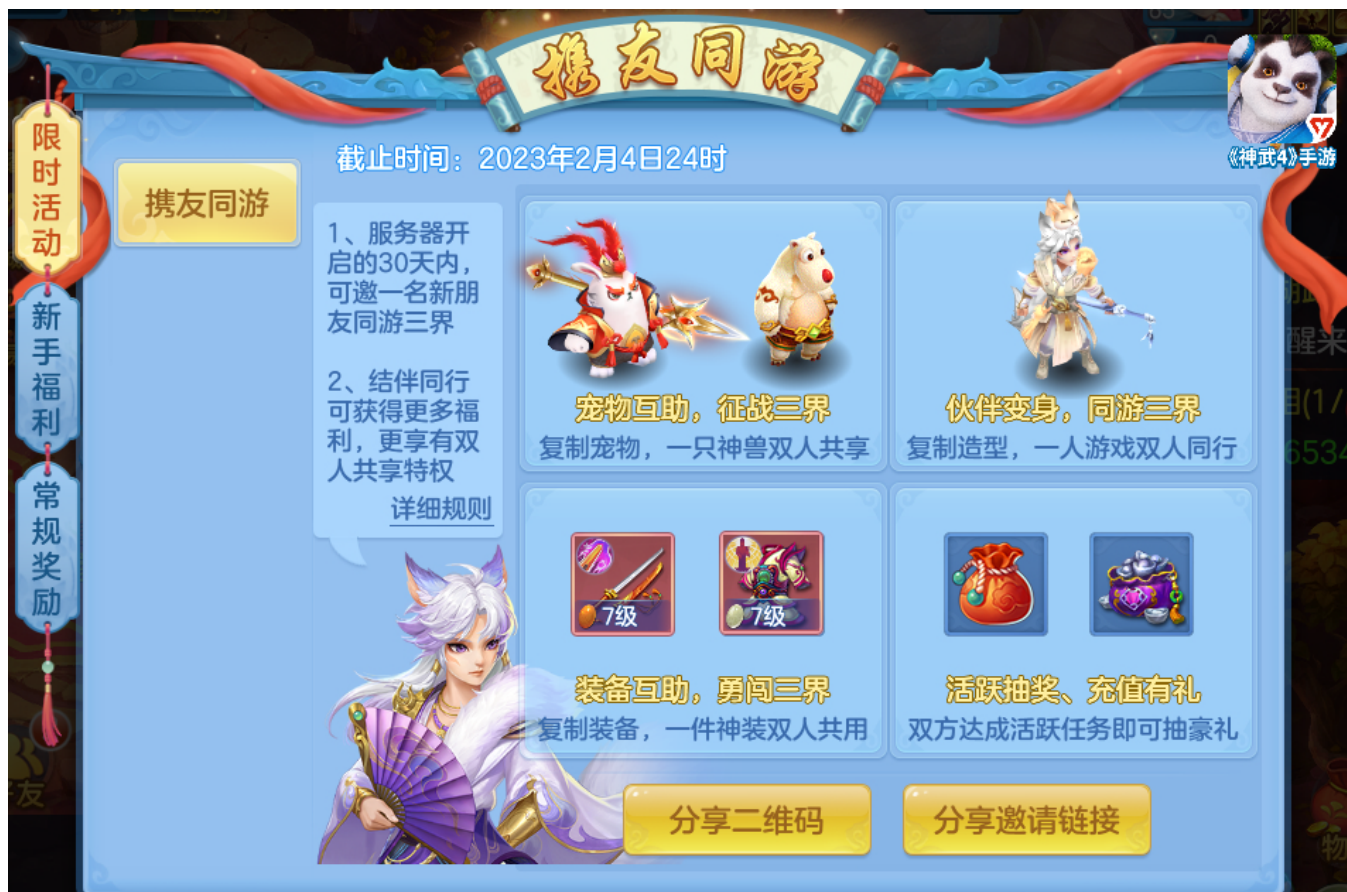 携友同游
《神武4》手游
限时活动
新手福利
常规奖励
携友同游
截止时间：2023年2月4日24时
1、服务器开
启的30天内，
可邀一名新朋
友同游三界
2、结伴同行
可获得更多福
利，更享有双
人共享特权
详细规则
宠物互助，征战三界
复制宠物，一只神兽双人共享
伙伴变身，同游三界
复制造型，一人游戏双人同行
7级
7级
装备互助，勇闯三界
复制装备，一件神装双人共用
活跃抽奖、充值有礼
双方达成活跃任务即可抽豪礼
分享二维码
分享邀请链接
醒来
6534
友
物